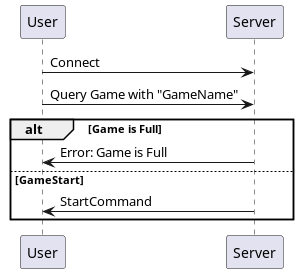 User Server
Connect
Query Game with "GameName"
alt [Game is Full]
Error: Game is Full
[GameStart]
StartCommand
User Server